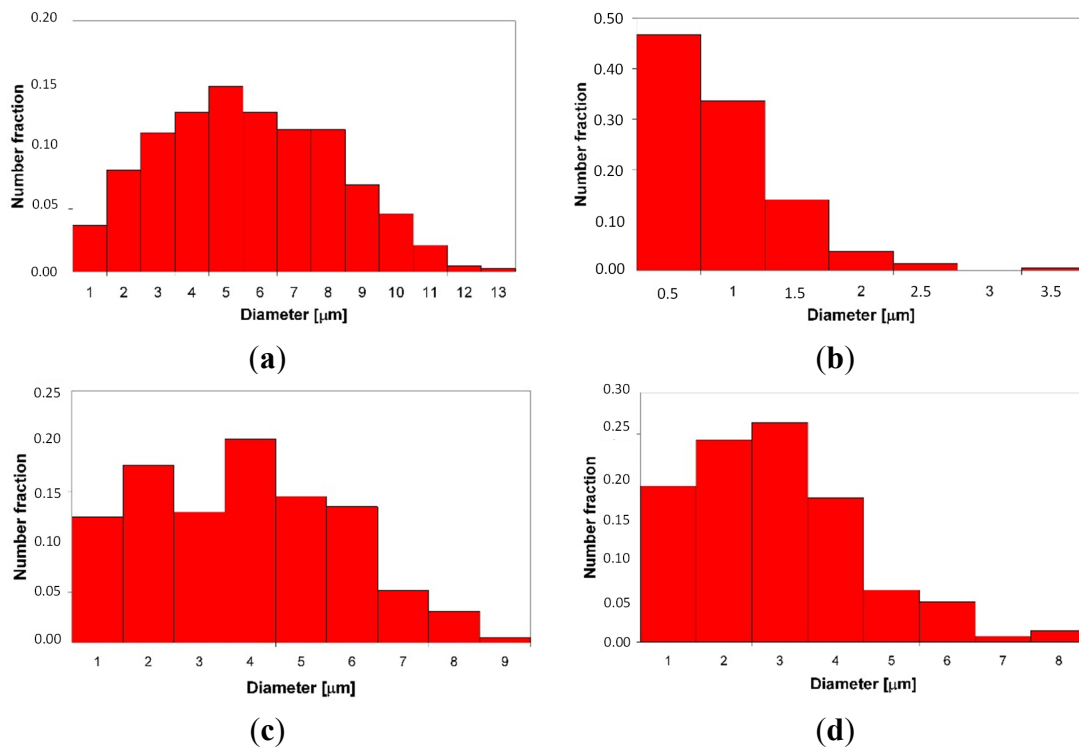 0.20
0.15
0.10
0.05
0.00
Number fraction
1 2 3 4 5 6 7 8 9 10 11 12 13
Diameter [μm]
(a)
0.50
0.40
0.30
0.20
0.10
0.00
Number fraction
0.5 1 1.5 2 2.5 3 3.5
Diameter [μm]
(b)
0.25
0.20
0.15
0.10
0.05
0.00
Number fraction
1 2 3 4 5 6 7 8 9
Diameter [μm]
(c)
0.30
0.25
0.20
0.15
0.10
0.05
0.00
Number fraction
1 2 3 4 5 6 7 8
Diameter [μm]
(d)